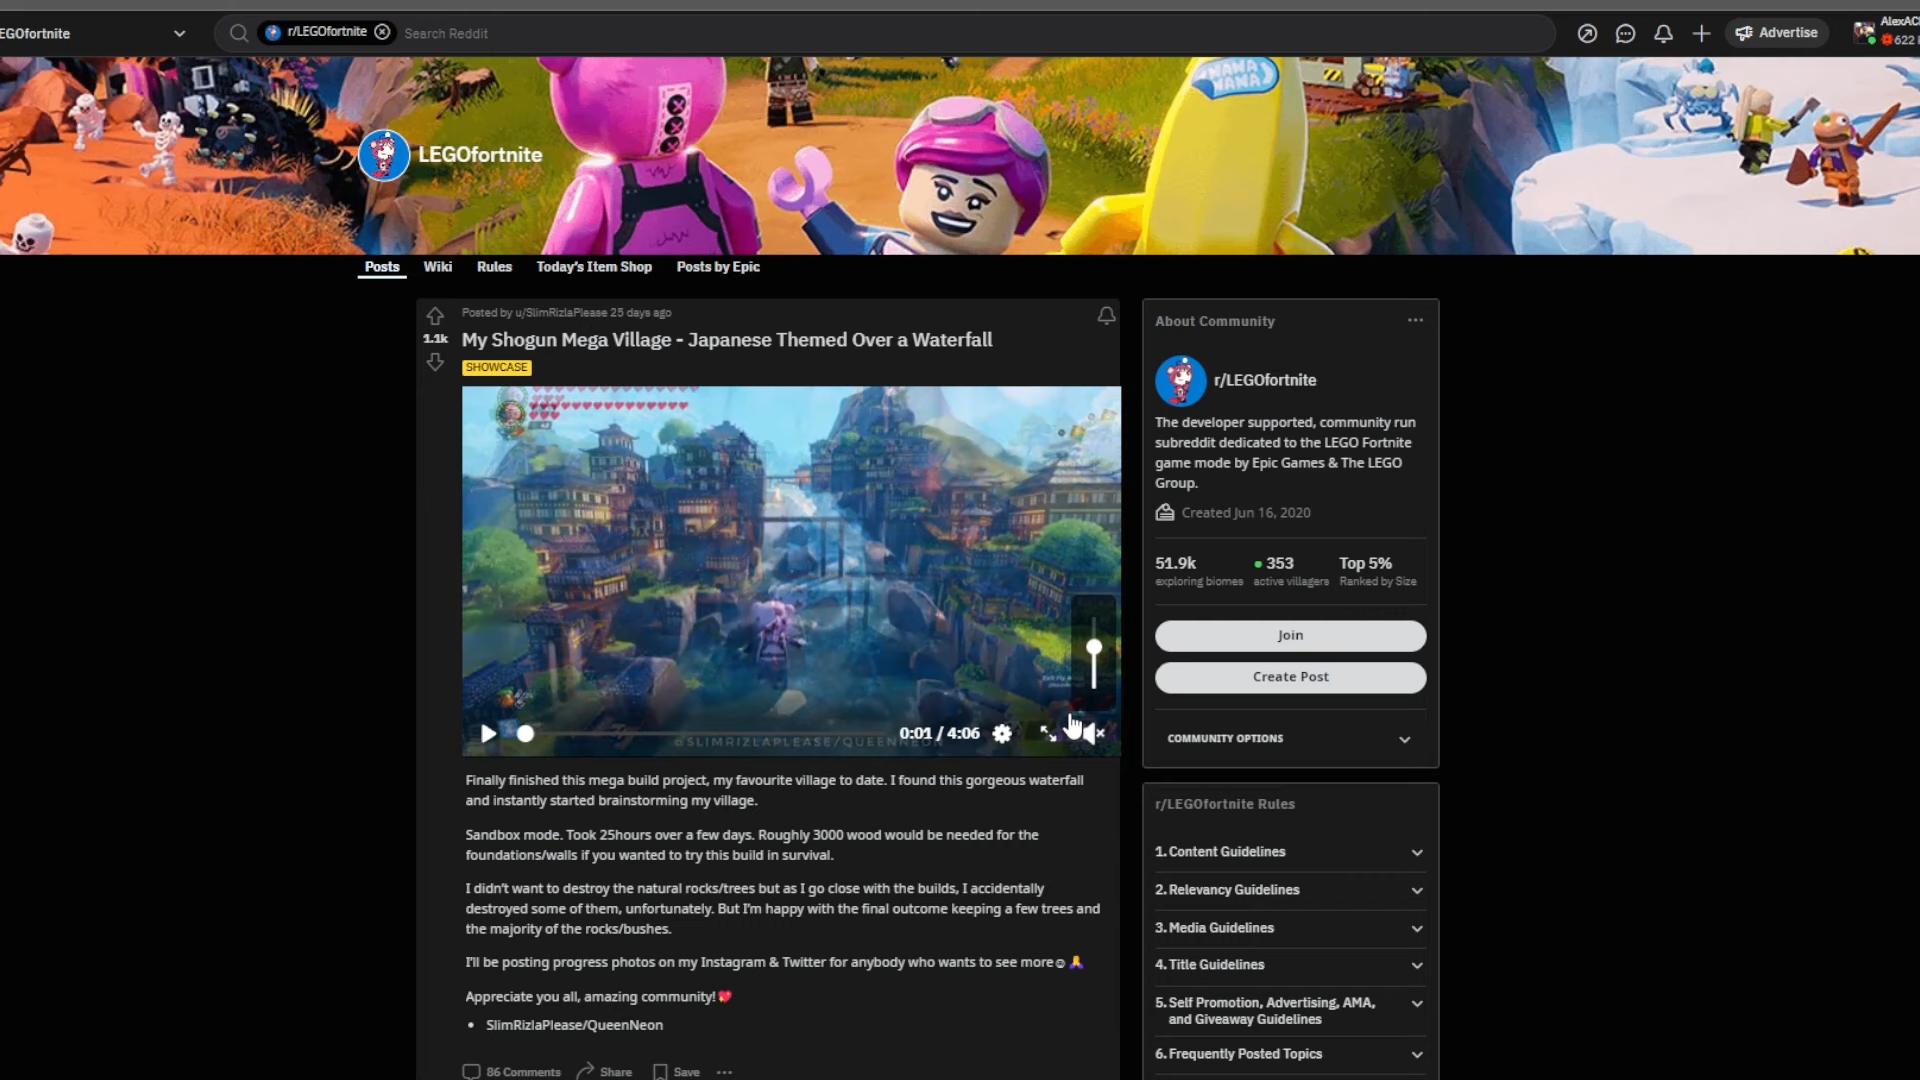 EGOfortnite
r/LEGOfortnite
Search Reddit
Advertise
AlexAC
622
NANA
NANA
LEGOfortnite
Posts
Wiki
Rules
Today's Item Shop
Posts by Epic
Posted by u/SlimRizlaPlease 25 days ago
1.1k
My Shogun Mega Village - Japanese Themed Over a Waterfall
SHOWCASE
0:01 / 4:06
@SLIMRIZLAPLEASE/QUEENNEON
Finally finished this mega build project, my favourite village to date. I found this gorgeous waterfall
and instantly started brainstorming my village.
Sandbox mode. Took 25hours over a few days. Roughly 3000 wood would be needed for the
foundations/walls if you wanted to try this build in survival.
I didn't want to destroy the natural rocks/trees but as I go close with the builds, I accidentally
destroyed some of them, unfortunately. But I'm happy with the final outcome keeping a few trees and
the majority of the rocks/bushes.
I'll be posting progress photos on my Instagram & Twitter for anybody who wants to see more☺🙏
Appreciate you all, amazing community!💖
• SlimRizlaPlease/QueenNeon
86 Comments
Share
Save
About Community
r/LEGOfortnite
The developer supported, community run
subreddit dedicated to the LEGO Fortnite
game mode by Epic Games & The LEGO
Group.
Created Jun 16, 2020
51.9k
353
Top 5%
exploring biomes
active villagers
Ranked by Size
Join
Create Post
COMMUNITY OPTIONS
r/LEGOfortnite Rules
1. Content Guidelines
2. Relevancy Guidelines
3. Media Guidelines
4. Title Guidelines
5. Self Promotion, Advertising, AMA,
and Giveaway Guidelines
6. Frequently Posted Topics